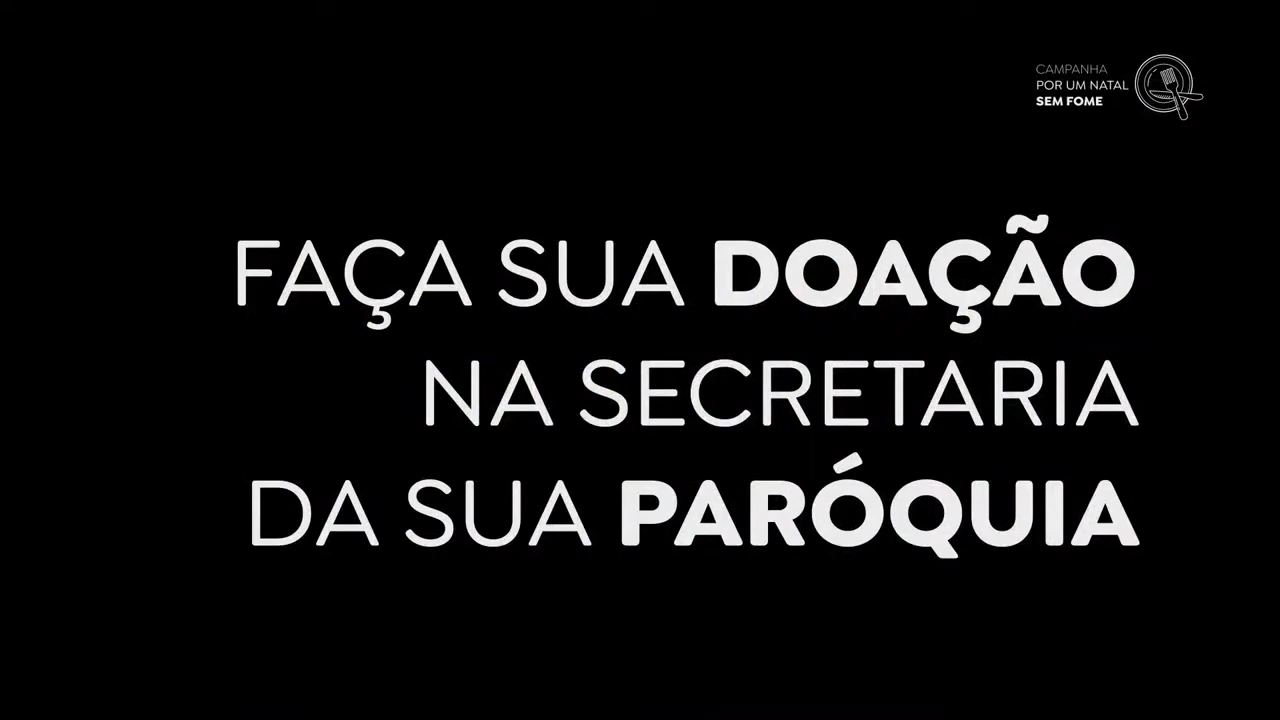 CAMPANHA
POR UM NATAL
SEM FOME
FAÇA SUA DOAÇÃO
NA SECRETARIA
DA SUA PARÓQUIA